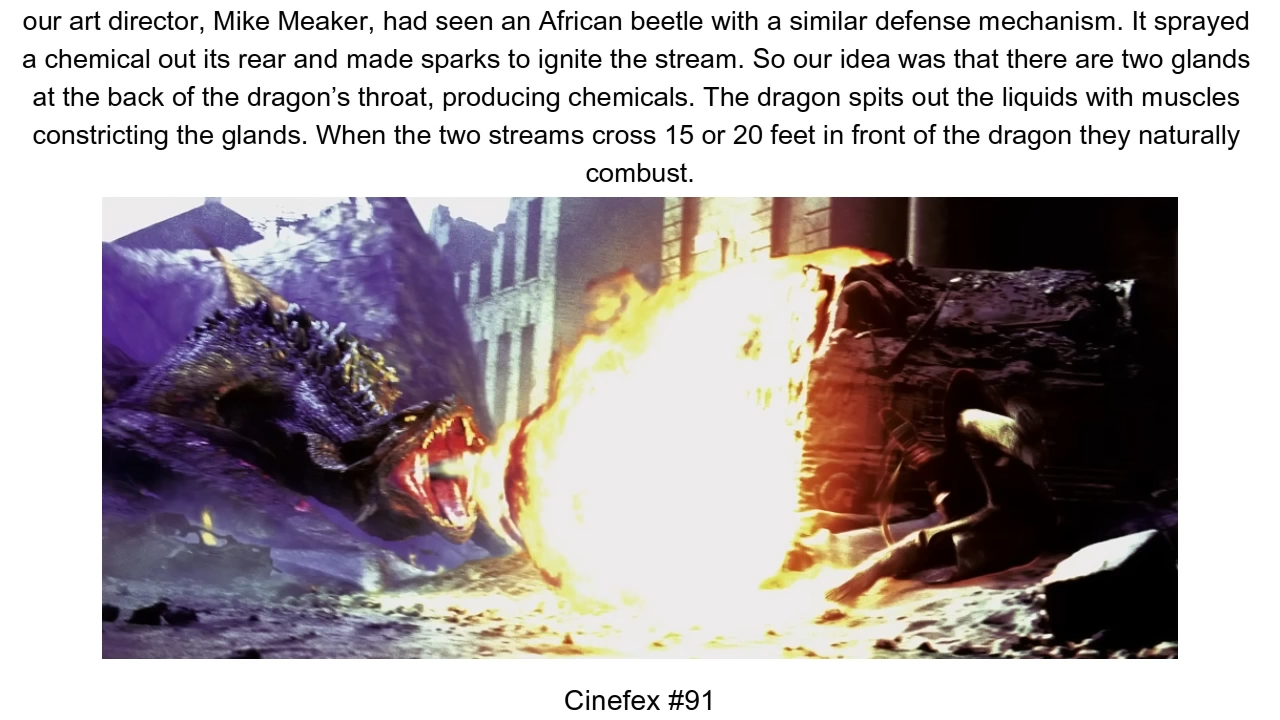 our art director, Mike Meaker, had seen an African beetle with a similar defense mechanism. It sprayed
a chemical out its rear and made sparks to ignite the stream. So our idea was that there are two glands
at the back of the dragon’s throat, producing chemicals. The dragon spits out the liquids with muscles
constricting the glands. When the two streams cross 15 or 20 feet in front of the dragon they naturally
combust.
Cinefex #91